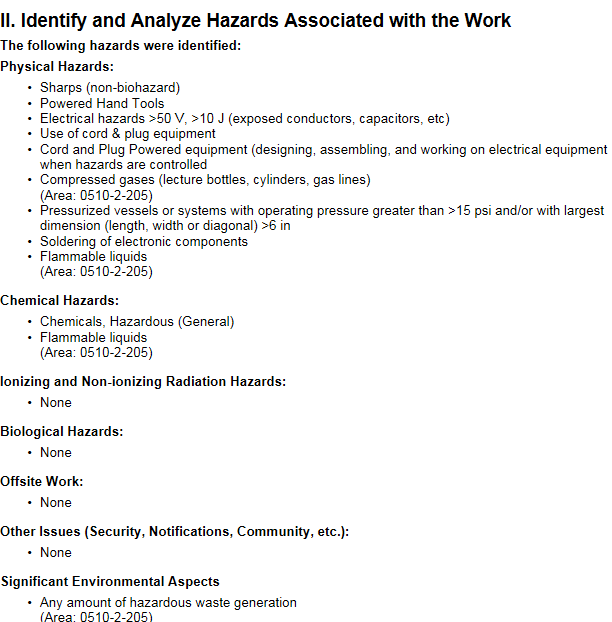 II. Identify and Analyze Hazards Associated with the Work
The following hazards were identified:
Physical Hazards:
• Sharps (non-biohazard)
• Powered Hand Tools
• Electrical hazards >50 V, >10 J (exposed conductors, capacitors, etc)
• Use of cord & plug equipment
• Cord and Plug Powered equipment (designing, assembling, and working on electrical equipment
when hazards are controlled
• Compressed gases (lecture bottles, cylinders, gas lines)
(Area: 0510-2-205)
• Pressurized vessels or systems with operating pressure greater than >15 psi and/or with largest
dimension (length, width or diagonal) >6 in
• Soldering of electronic components
• Flammable liquids
(Area: 0510-2-205)
Chemical Hazards:
• Chemicals, Hazardous (General)
• Flammable liquids
(Area: 0510-2-205)
Ionizing and Non-ionizing Radiation Hazards:
• None
Biological Hazards:
• None
Offsite Work:
• None
Other Issues (Security, Notifications, Community, etc.):
• None
Significant Environmental Aspects
• Any amount of hazardous waste generation
(Area: 0510-2-205)